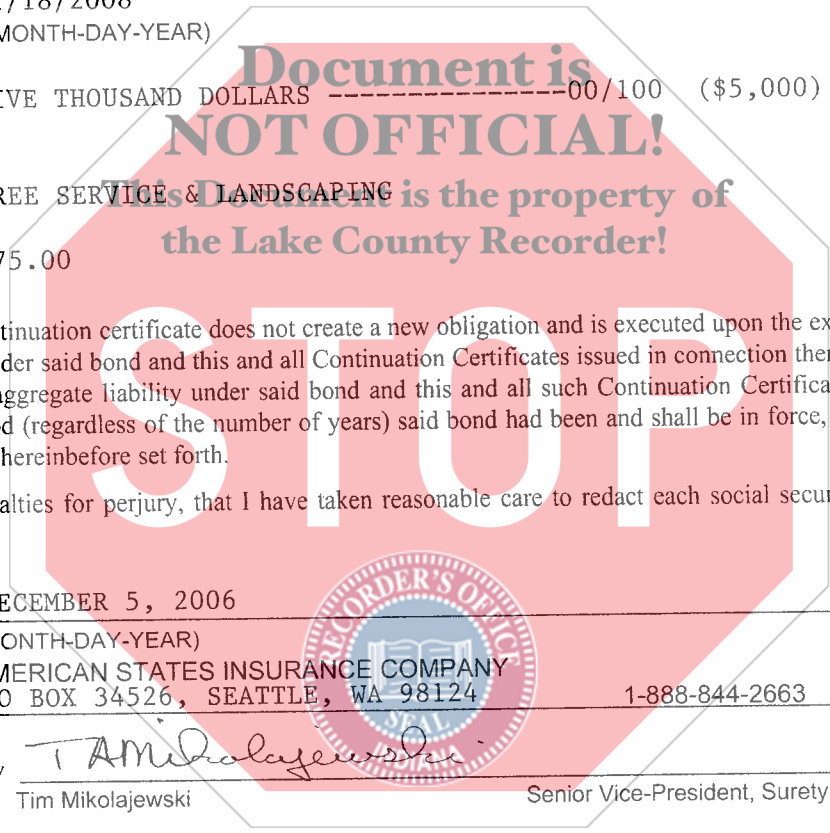 /18/2008
MONTH-DAY-YEAR)
Document is
IVE THOUSAND DOLLARS ----------------00/100 ($5,000)
NOT OFFICIAL!
REE SERVICE & LANDSCAPING
This Document is the property of
the Lake County Recorder!
75.00
STOP
tinuation certificate does not create a new obligation and is executed upon the ex
der said bond and this and all Continuation Certificates issued in connection ther
aggregate liability under said bond and this and all such Continuation Certifica
d (regardless of the number of years) said bond had been and shall be in force,
hereinbefore set forth.
alties for perjury, that I have taken reasonable care to redact each social secur
ECEMBER 5, 2006
ONTH-DAY-YEAR)
MERICAN STATES INSURANCE COMPANY
O BOX 34526, SEATTLE, WA 98124 1-888-844-2663
RECORDER'S OFFICE
SEAL
INDIANA
TAMikolajewski
Tim Mikolajewski Senior Vice-President, Surety